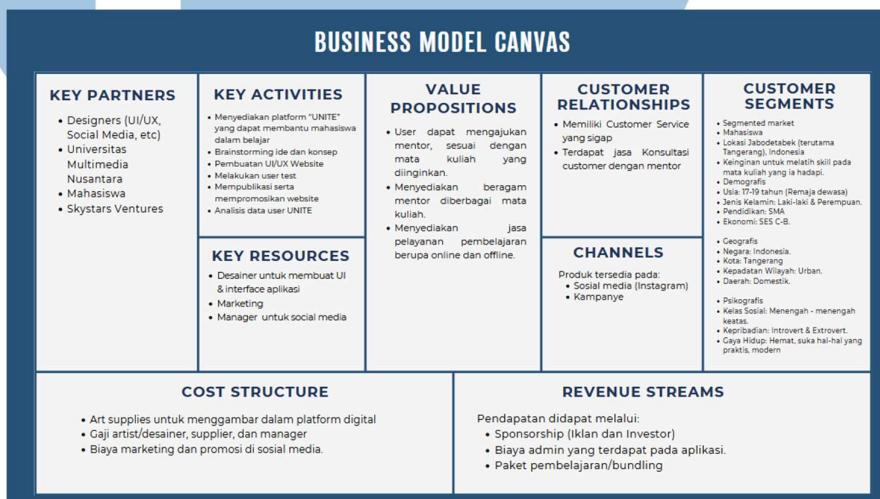 BUSINESS MODEL CANVAS
KEY PARTNERS
• Designers (UI/UX,
Social Media, etc)
• Universitas
Multimedia
Nusantara
• Mahasiswa
• Skystars Ventures
KEY ACTIVITIES
• Menyediakan platform "UNITE"
yang dapat membantu mahasiswa
dalam belajar
• Brainstorming ide dan konsep
• Pembuatan UI/UX Website
• Melakukan user test
• Mempublikasi serta
mempromosikan website
• Analisis data user UNITE
KEY RESOURCES
• Desainer untuk membuat UI
& interface aplikasi
• Marketing
• Manager untuk social media
VALUE
PROPOSITIONS
• User dapat mengajukan
mentor, sesuai dengan
mata kuliah yang
diinginkan.
• Menyediakan beragam
mentor diberbagai mata
kuliah.
• Menyediakan jasa
pelayanan pembelajaran
berupa online dan offline.
CUSTOMER
RELATIONSHIPS
• Memiliki Customer Service
yang sigap
• Terdapat jasa Konsultasi
customer dengan mentor
CHANNELS
Produk tersedia pada:
• Sosial media (Instagram)
• Kampanye
CUSTOMER
SEGMENTS
• Segmented market
• Mahasiswa
• Lokasi Jabodetabek (terutama
Tangerang), Indonesia
• Keinginan untuk melatih skill pada
mata kuliah yang ia hadapi.
• Demografis
• Usia: 17-19 tahun (Remaja dewasa)
• Jenis Kelamin: Laki-laki & Perempuan.
• Pendidikan: SMA
• Ekonomi: SES C-B.
• Geografis
• Negara: Indonesia.
• Kota: Tangerang
• Kepadatan Wilayah: Urban.
• Daerah: Domestik.
• Psikografis
• Kelas Sosial: Menengah - menengah
keatas.
• Kepribadian: Introvert & Extrovert.
• Gaya Hidup: Hemat, suka hal-hal yang
praktis, modern
COST STRUCTURE
• Art supplies untuk menggambar dalam platform digital
• Gaji artist/desainer, supplier, dan manager
• Biaya marketing dan promosi di sosial media.
REVENUE STREAMS
Pendapatan didapat melalui:
• Sponsorship (Iklan dan Investor)
• Biaya admin yang terdapat pada aplikasi.
• Paket pembelajaran/bundling